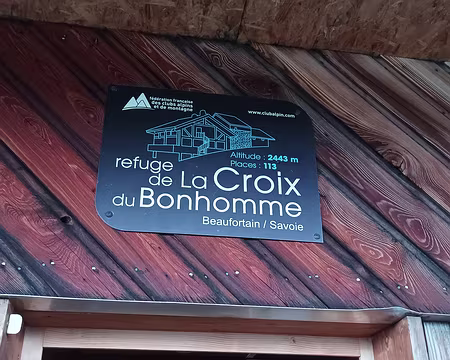 fédération française
des clubs alpins
et de montagne
www.clubalpin.com
Altitude : 2443 m
Places : 113
refuge
de La Croix
du Bonhomme
Beaufortain / Savoie